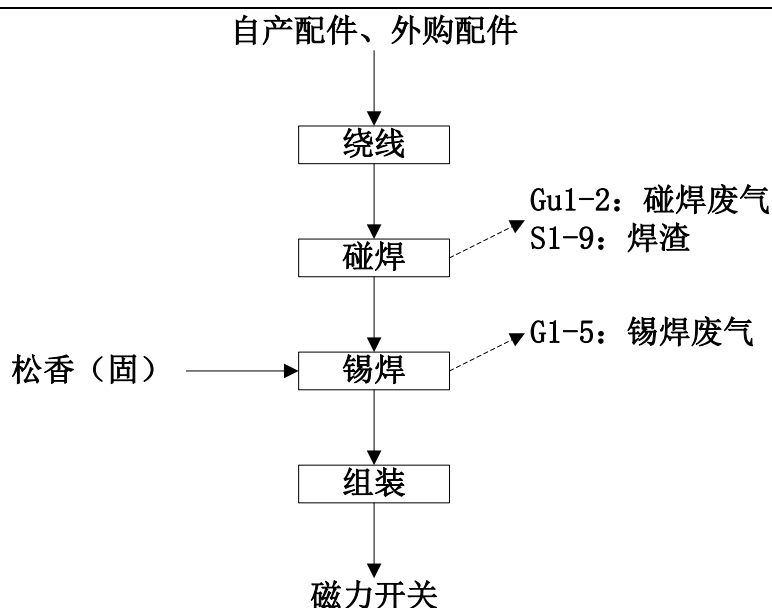 自产配件、外购配件
绕线
Gu1-2：碰焊废气
碰焊
S1-9：焊渣
G1-5：锡焊废气
松香（固）
锡焊
组装
磁力开关